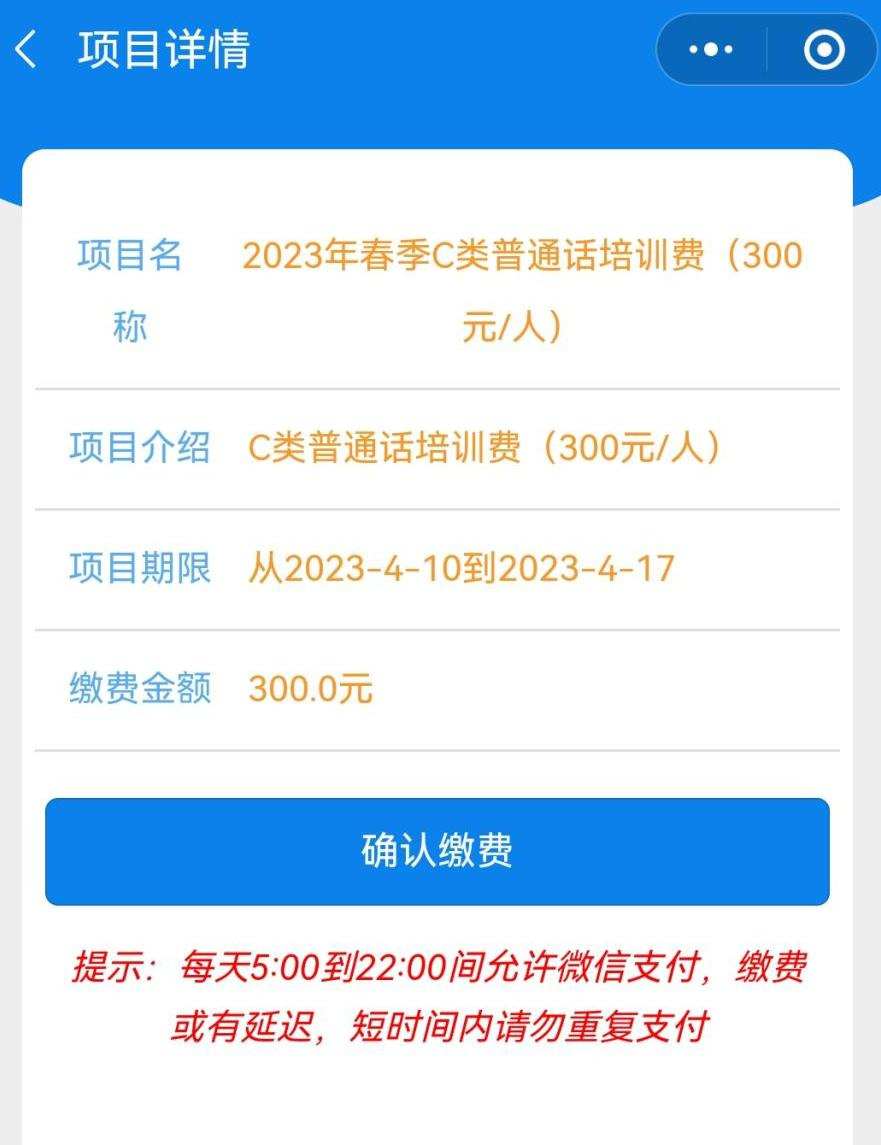 项目详情
项目名 2023年春季C类普通话培训费（300
称 元/人）
项目介绍 C类普通话培训费（300元/人）
项目期限 从2023-4-10到2023-4-17
缴费金额 300.0元
确认缴费
提示：每天5:00到22:00间允许微信支付，缴费
或有延迟，短时间内请勿重复支付